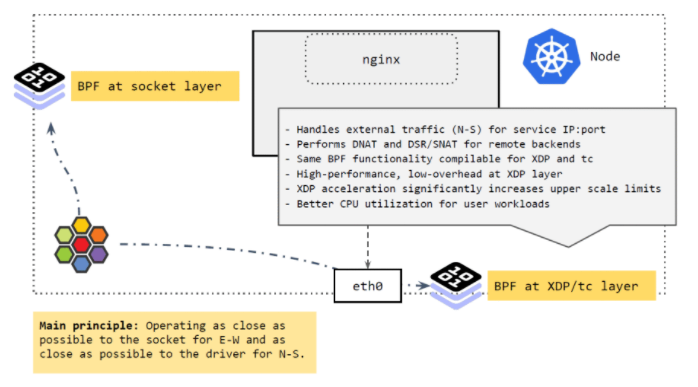 nginx
Node
BPF at socket layer
- Handles external traffic (N-S) for service IP:port
- Performs DNAT and DSR/SNAT for remote backends
- Same BPF functionality compilable for XDP and tc
- High-performance, low-overhead at XDP layer
- XDP acceleration significantly increases upper scale limits
- Better CPU utilization for user workloads
eth0
BPF at XDP/tc layer
Main principle: Operating as close as
possible to the socket for E-W and as
close as possible to the driver for N-S.